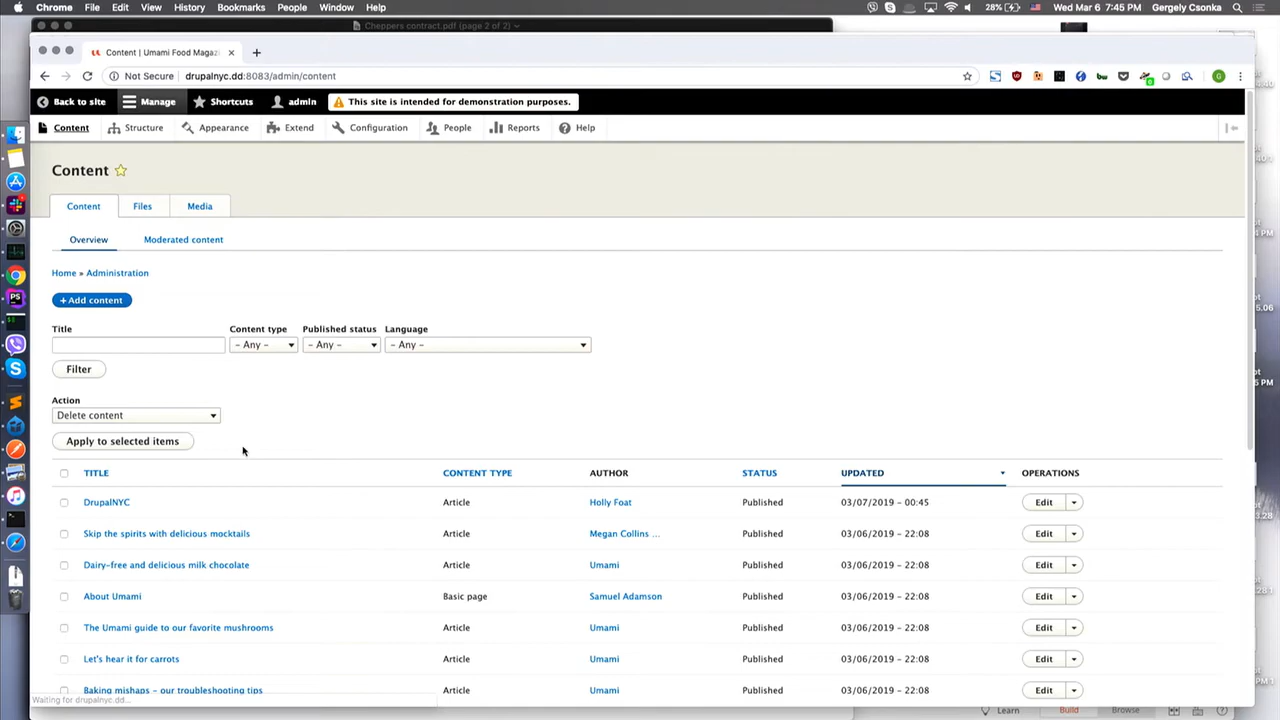 Chrome File Edit View History Bookmarks People Window Help 28% Wed Mar 6 7:45 PM Gergely Csonka
Cheppers contract.pdf (page 2 of 2)
Content | Umami Food Magazi
Not Secure drupalnyc.dd:8083/admin/content
Back to site Manage Shortcuts admin This site is intended for demonstration purposes.
Content Structure Appearance Extend Configuration People Reports Help
Content
Content Files Media
Overview Moderated content
Home » Administration
+ Add content
Title Content type Published status Language
- Any - - Any - - Any -
Filter
Action
Delete content
Apply to selected items
TITLE CONTENT TYPE AUTHOR STATUS UPDATED OPERATIONS
DrupalNYC Article Holly Foat Published 03/07/2019 - 00:45 Edit
Skip the spirits with delicious mocktails Article Megan Collins ... Published 03/06/2019 - 22:08 Edit
Dairy-free and delicious milk chocolate Article Umami Published 03/06/2019 - 22:08 Edit
About Umami Basic page Samuel Adamson Published 03/06/2019 - 22:08 Edit
The Umami guide to our favorite mushrooms Article Umami Published 03/06/2019 - 22:08 Edit
Let's hear it for carrots Article Umami Published 03/06/2019 - 22:08 Edit
Baking mishaps - our troubleshooting tips Article Umami Published 03/06/2019 - 22:08 Edit
Waiting for drupalnyc.dd...
Learn Build Browse